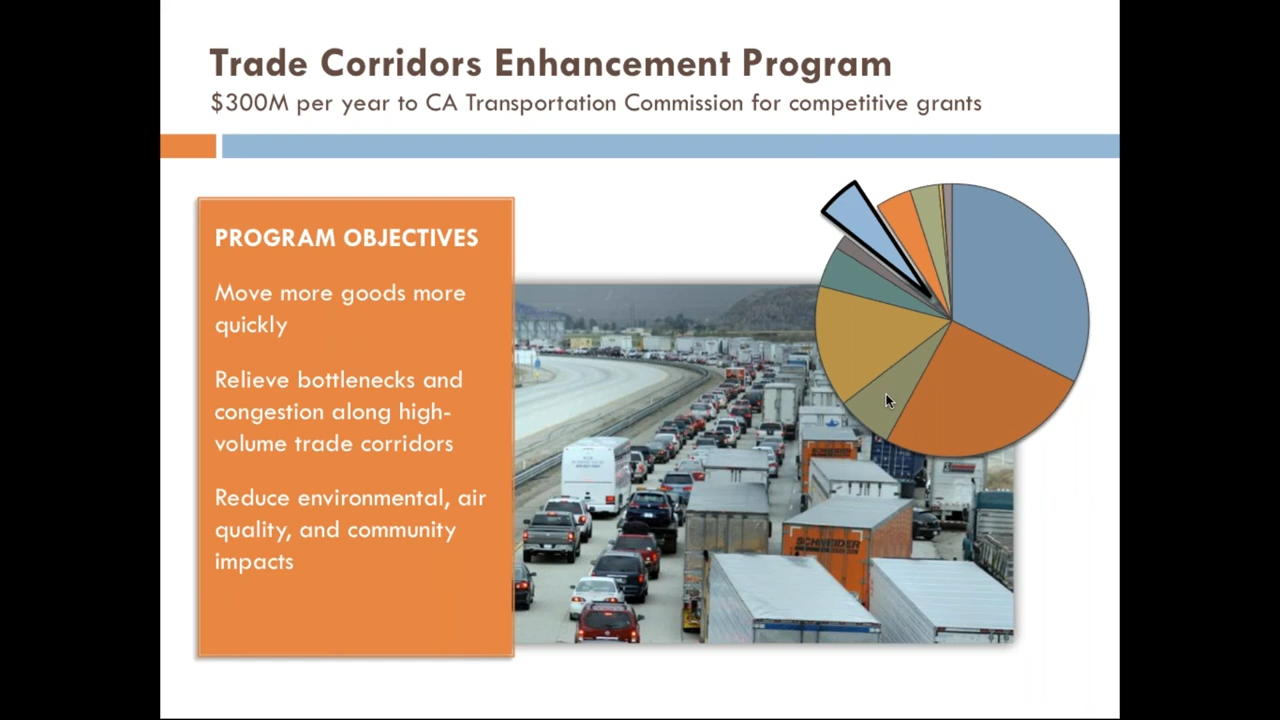 Trade Corridors Enhancement Program
$300M per year to CA Transportation Commission for competitive grants
PROGRAM OBJECTIVES
Move more goods more
quickly
Relieve bottlenecks and
congestion along high-
volume trade corridors
Reduce environmental, air
quality, and community
impacts
SCHNEIDER